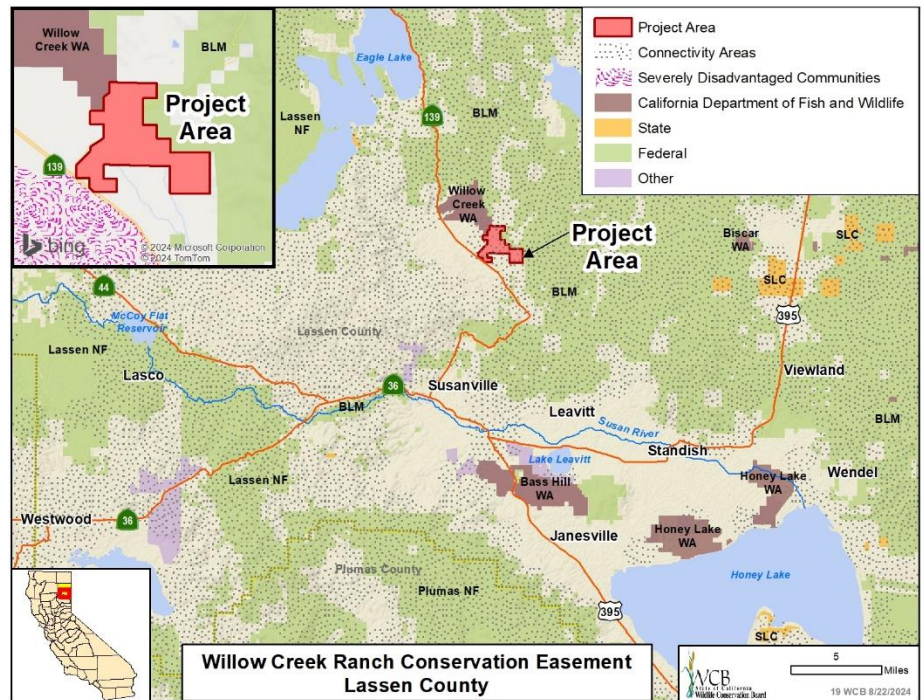 Willow
Creek WA
BLM
Project
Area
139
bing
© 2024 Microsoft Corporation
© 2024 TomTom
Project Area
Connectivity Areas
Severely Disadvantaged Communities
California Department of Fish and Wildlife
State
Federal
Other
Eagle Lake
Lassen
NF
139
BLM
Willow
Creek
WA
Project
Area
BLM
Biscar
WA
SLC
SLC
395
44
McCoy Flat
Reservoir
Lassen County
Lassen NF
Lasco
36
Susanville
BLM
Viewland
Leavitt
Susan River
Standish
BLM
Wendel
Lassen NF
Lake Leavitt
Bass Hill
WA
Honey Lake
WA
Westwood
36
Janesville
Honey Lake
WA
Plumas County
Plumas NF
Honey Lake
395
SLC
Willow Creek Ranch Conservation Easement
Lassen County
WCB
State of California
Wildlife Conservation Board
5
Miles
19 WCB 8/22/2024